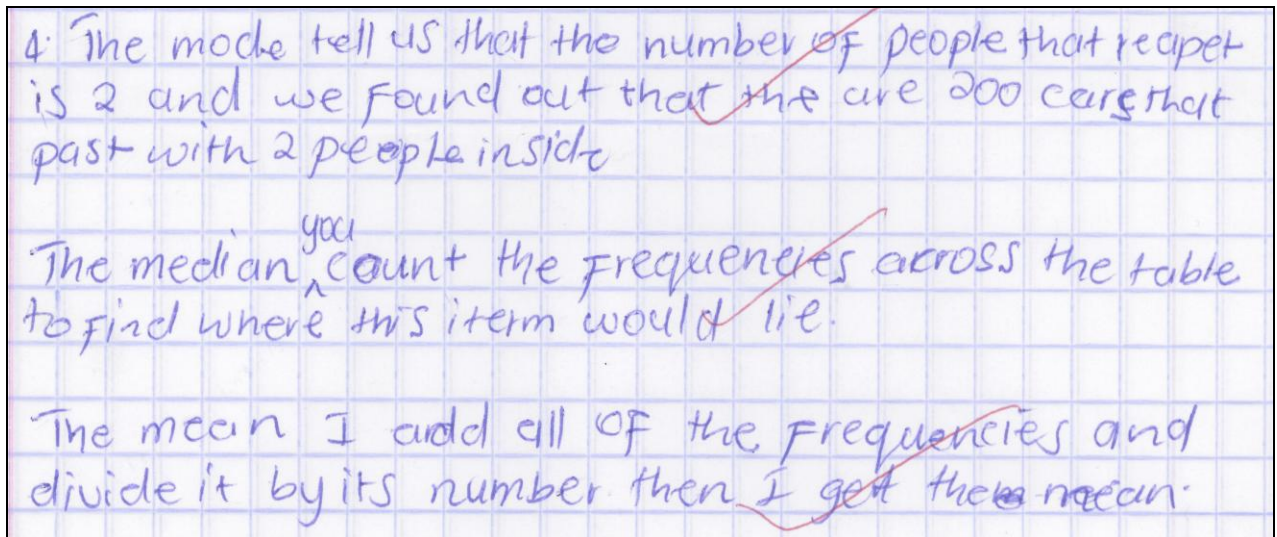 4. The mode tell us that the number of people that reapet
is 2 and we found out that the are 200 cars that
past with 2 people inside
you
The median ^ count the frequencies across the table
to find where this iterm would lie.
The mean I add all of the frequencies and
divide it by its number then I get the mean.